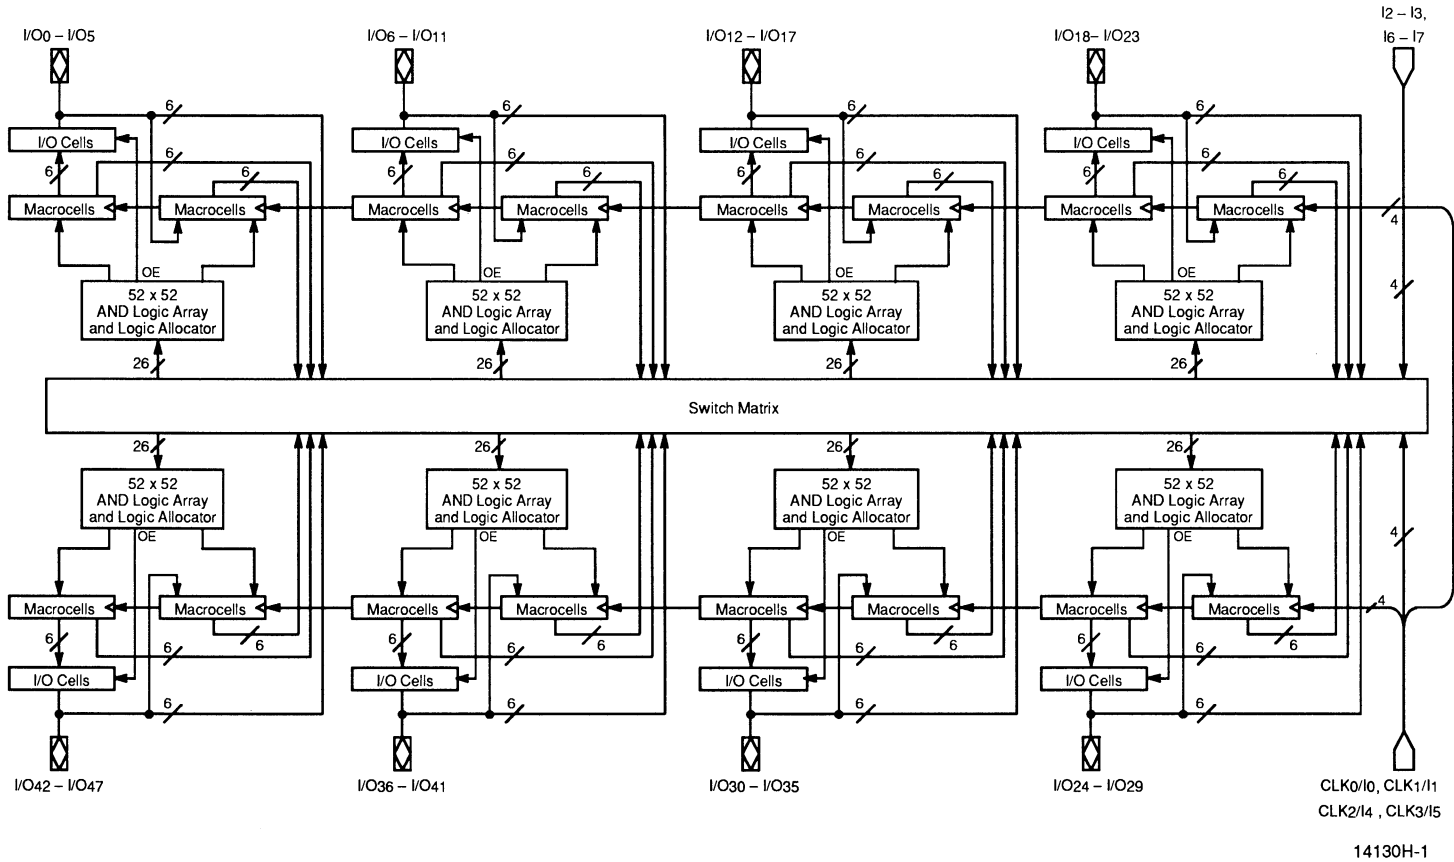 I/O0 – I/O5
I/O6 – I/O11
I/O12 – I/O17
I/O18– I/O23
I2 – I3,
I6 – I7
6
6
6
6
I/O Cells
I/O Cells
I/O Cells
I/O Cells
6
6
6
6
6
6
6
6
6
6
6
6
Macrocells
Macrocells
Macrocells
Macrocells
Macrocells
Macrocells
Macrocells
Macrocells
4
OE
OE
OE
OE
4
52 x 52
AND Logic Array
and Logic Allocator
52 x 52
AND Logic Array
and Logic Allocator
52 x 52
AND Logic Array
and Logic Allocator
52 x 52
AND Logic Array
and Logic Allocator
26
26
26
26
Switch Matrix
26
26
26
26
52 x 52
AND Logic Array
and Logic Allocator
52 x 52
AND Logic Array
and Logic Allocator
52 x 52
AND Logic Array
and Logic Allocator
52 x 52
AND Logic Array
and Logic Allocator
OE
OE
OE
OE
4
Macrocells
Macrocells
Macrocells
Macrocells
Macrocells
Macrocells
Macrocells
Macrocells
4
6
6
6
6
6
6
6
6
6
6
6
6
I/O Cells
I/O Cells
I/O Cells
I/O Cells
6
6
6
6
I/O42 – I/O47
I/O36 – I/O41
I/O30 – I/O35
I/O24 – I/O29
CLK0/I0, CLK1/I1
CLK2/I4 , CLK3/I5
14130H-1